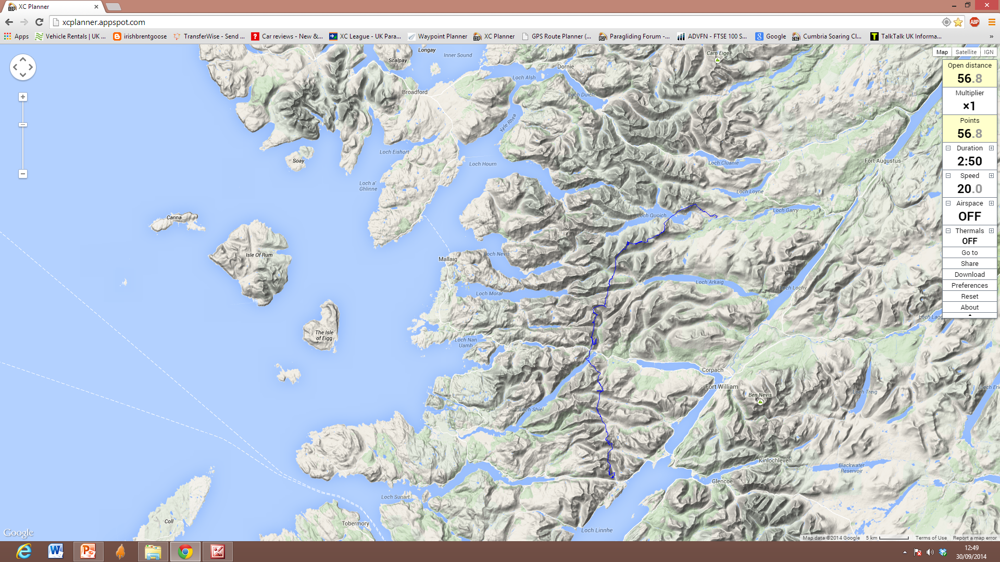 XC Planner
xcplanner.appspot.com
Apps
Vehicle Rentals | UK ...
irishbrentgoose
TransferWise - Send ...
Car reviews - New &...
XC League - UK Para...
Waypoint Planner
XC Planner
GPS Route Planner (...
Paragliding Forum -...
ADVFN - FTSE 100 S...
Google
Cumbria Soaring Cl...
TalkTalk UK Informa...
»
ABP
Longay
Inner Sound
Scalpay
Carn Eige
Dornie
Loch Alsh
Broadford
Loch Duich
Kyle Rhea
Loch Eishort
Soay
Loch Hourn
Loch Cluanie
Fort Augustus
Loch a'
Ghlinne
Loch Loyne
Loch Garry
Loch Quoich
Canna
Isle Of Rum
Mallaig
Loch Nevis
Loch Arkaig
Loch Lochy
Loch Morar
The Isle
of Eigg
Loch Nan
Uamh
Corpach
Fort William
Ben Nevis
Loch Treig
Loch Shiel
Kinlochleven
Blackwater
Reservoir
Glencoe
Loch Sunart
Coll
Tobermory
Loch Linnhe
Map
Satellite
IGN
Open distance
56.8
Multiplier
×1
Points
56.8
Duration
2:50
Speed
20.0
Airspace
OFF
Thermals
OFF
Go to
Share
Download
Preferences
Reset
About
Google
Map data ©2014 Google
5 km
Terms of Use
Report a map error
12:49
30/09/2014